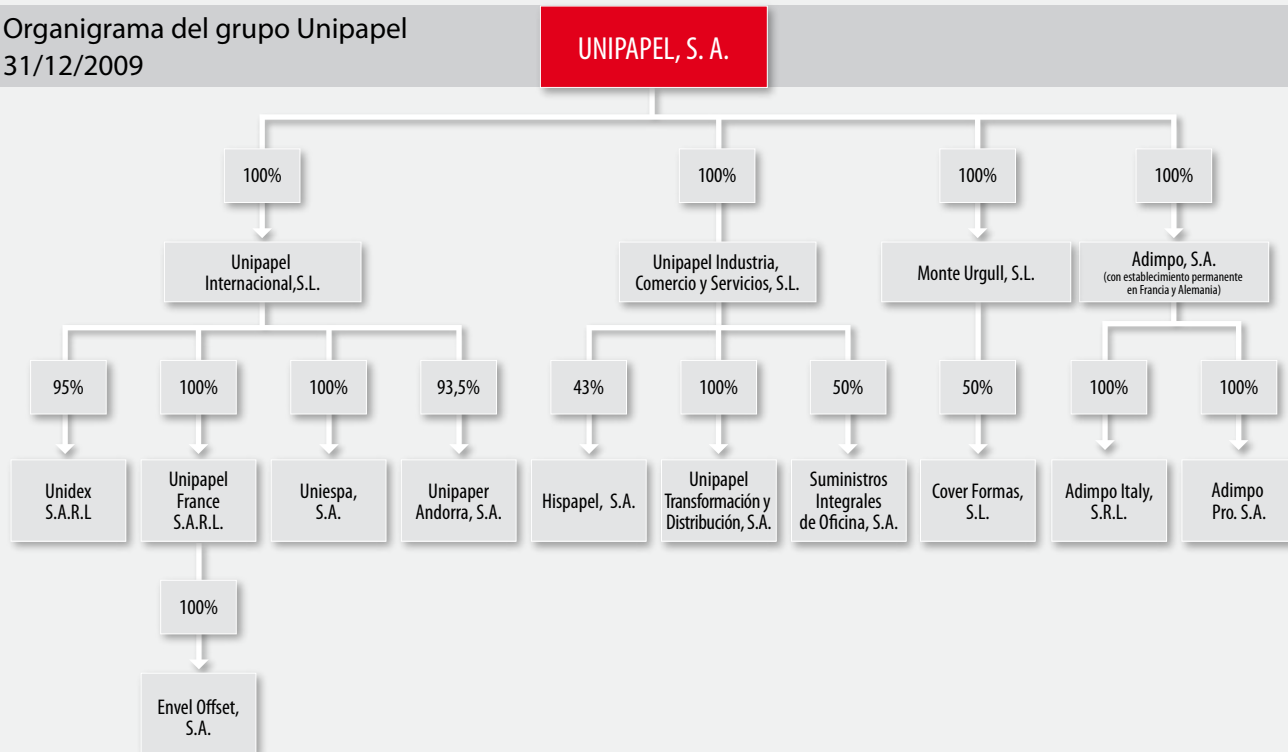 Organigrama del grupo Unipapel
31/12/2009
UNIPAPEL, S. A.
100%
100%
100%
100%
Unipapel
Internacional,S.L.
Unipapel Industria,
Comercio y Servicios, S.L.
Monte Urgull, S.L.
Adimpo, S.A.
(con establecimiento permanente
en Francia y Alemania)
95%
100%
100%
93,5%
43%
100%
50%
50%
100%
100%
Unidex
S.A.R.L
Unipapel
France
S.A.R.L.
Uniespa,
S.A.
Unipaper
Andorra, S.A.
Hispapel, S.A.
Unipapel
Transformación y
Distribución, S.A.
Suministros
Integrales
de Oficina, S.A.
Cover Formas,
S.L.
Adimpo Italy,
S.R.L.
Adimpo
Pro. S.A.
100%
Envel Offset,
S.A.